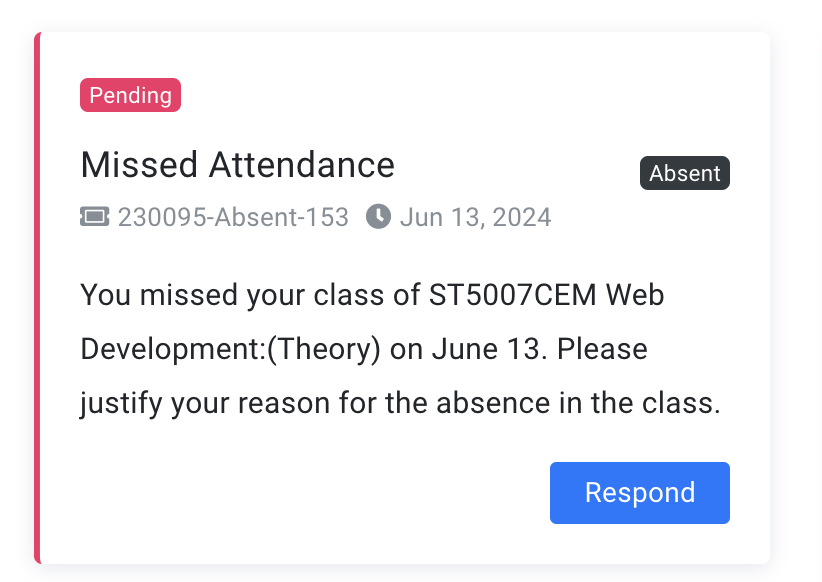 Pending
Missed Attendance
Absent
230095-Absent-153 Jun 13, 2024
You missed your class of ST5007CEM Web
Development:(Theory) on June 13. Please
justify your reason for the absence in the class.
Respond